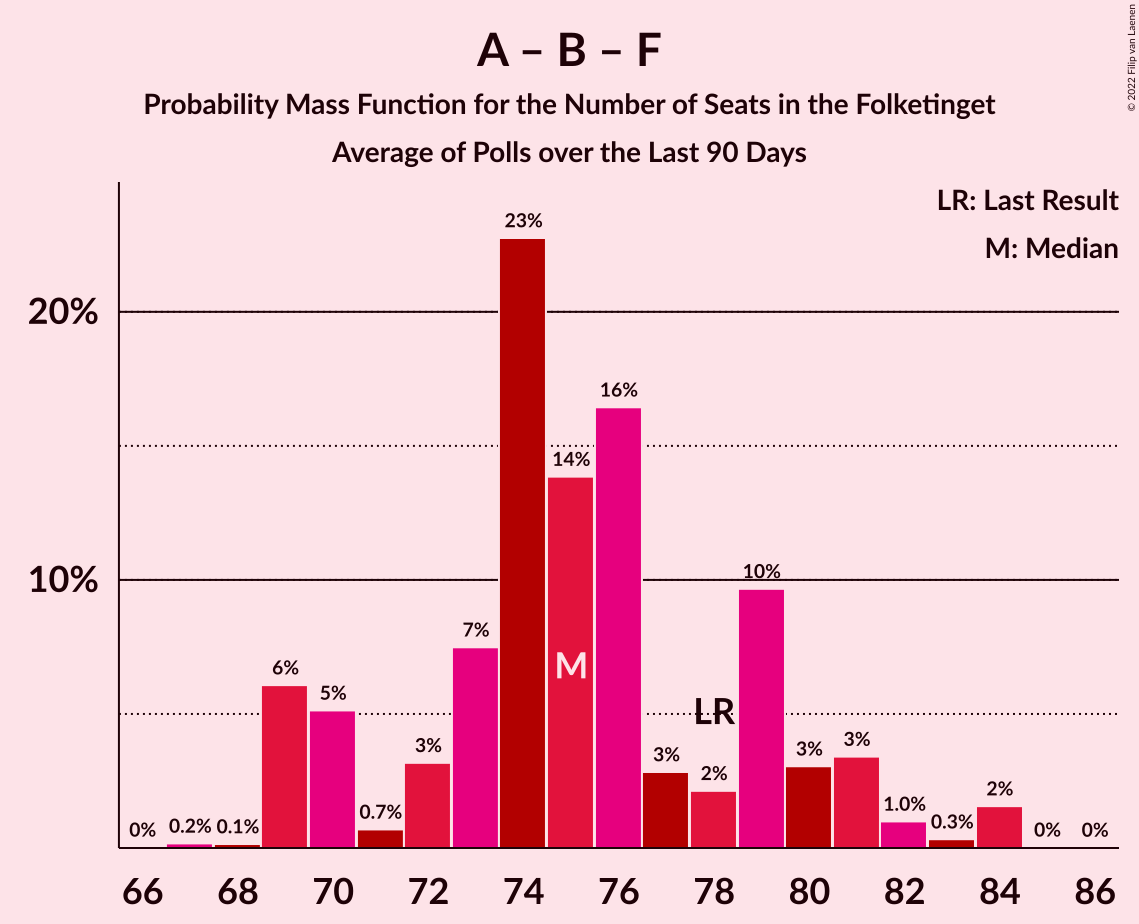 A – B – F
Probability Mass Function for the Number of Seats in the Folketinget
Average of Polls over the Last 90 Days
© 2022 Filip van Laenen
LR: Last Result
M: Median
20%
10%
0%
0.2%
0.1%
6%
5%
0.7%
3%
7%
23%
14%
16%
3%
2%
10%
3%
3%
1.0%
0.3%
2%
0%
0%
M
LR
66 68 70 72 74 76 78 80 82 84 86